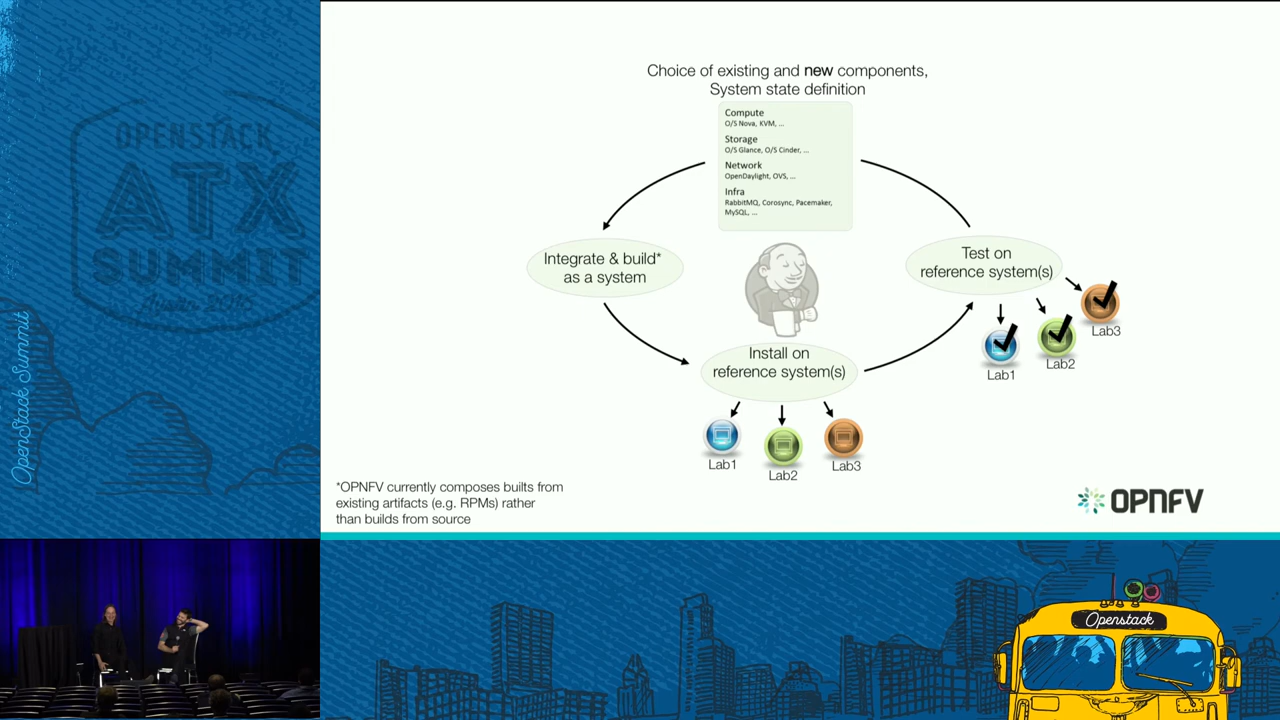 OPENSTACK
ATX
SUMMIT
OpenStack Summit
Choice of existing and new components,
System state definition
Compute
O/S Nova, KVM, ...
Storage
O/S Glance, O/S Cinder, ...
Network
OpenDaylight, OVS, ...
Infra
RabbitMQ, Corosync, Pacemaker,
MySQL, ...
Integrate & build*
as a system
Test on
reference system(s)
Lab1
Lab2
Lab3
Install on
reference system(s)
Lab1
Lab2
Lab3
*OPNFV currently composes builts from
existing artifacts (e.g. RPMs) rather
than builds from source
OPNFV
Openstack